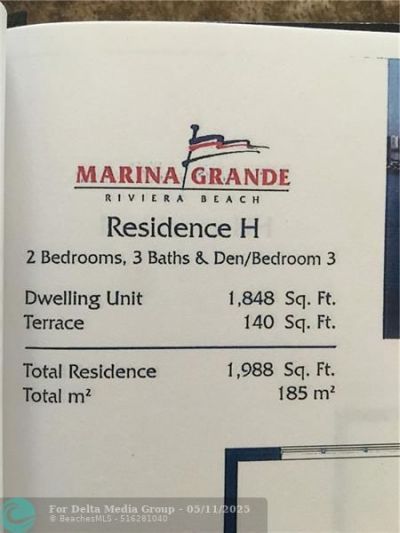 MARINA GRANDE
RIVIERA BEACH
Residence H
2 Bedrooms, 3 Baths & Den/Bedroom 3
Dwelling Unit 1,848 Sq. Ft.
Terrace 140 Sq. Ft.
Total Residence 1,988 Sq. Ft.
Total m² 185 m²
For Delta Media Group - 05/11/2025
© BeachesMLS - 516281040